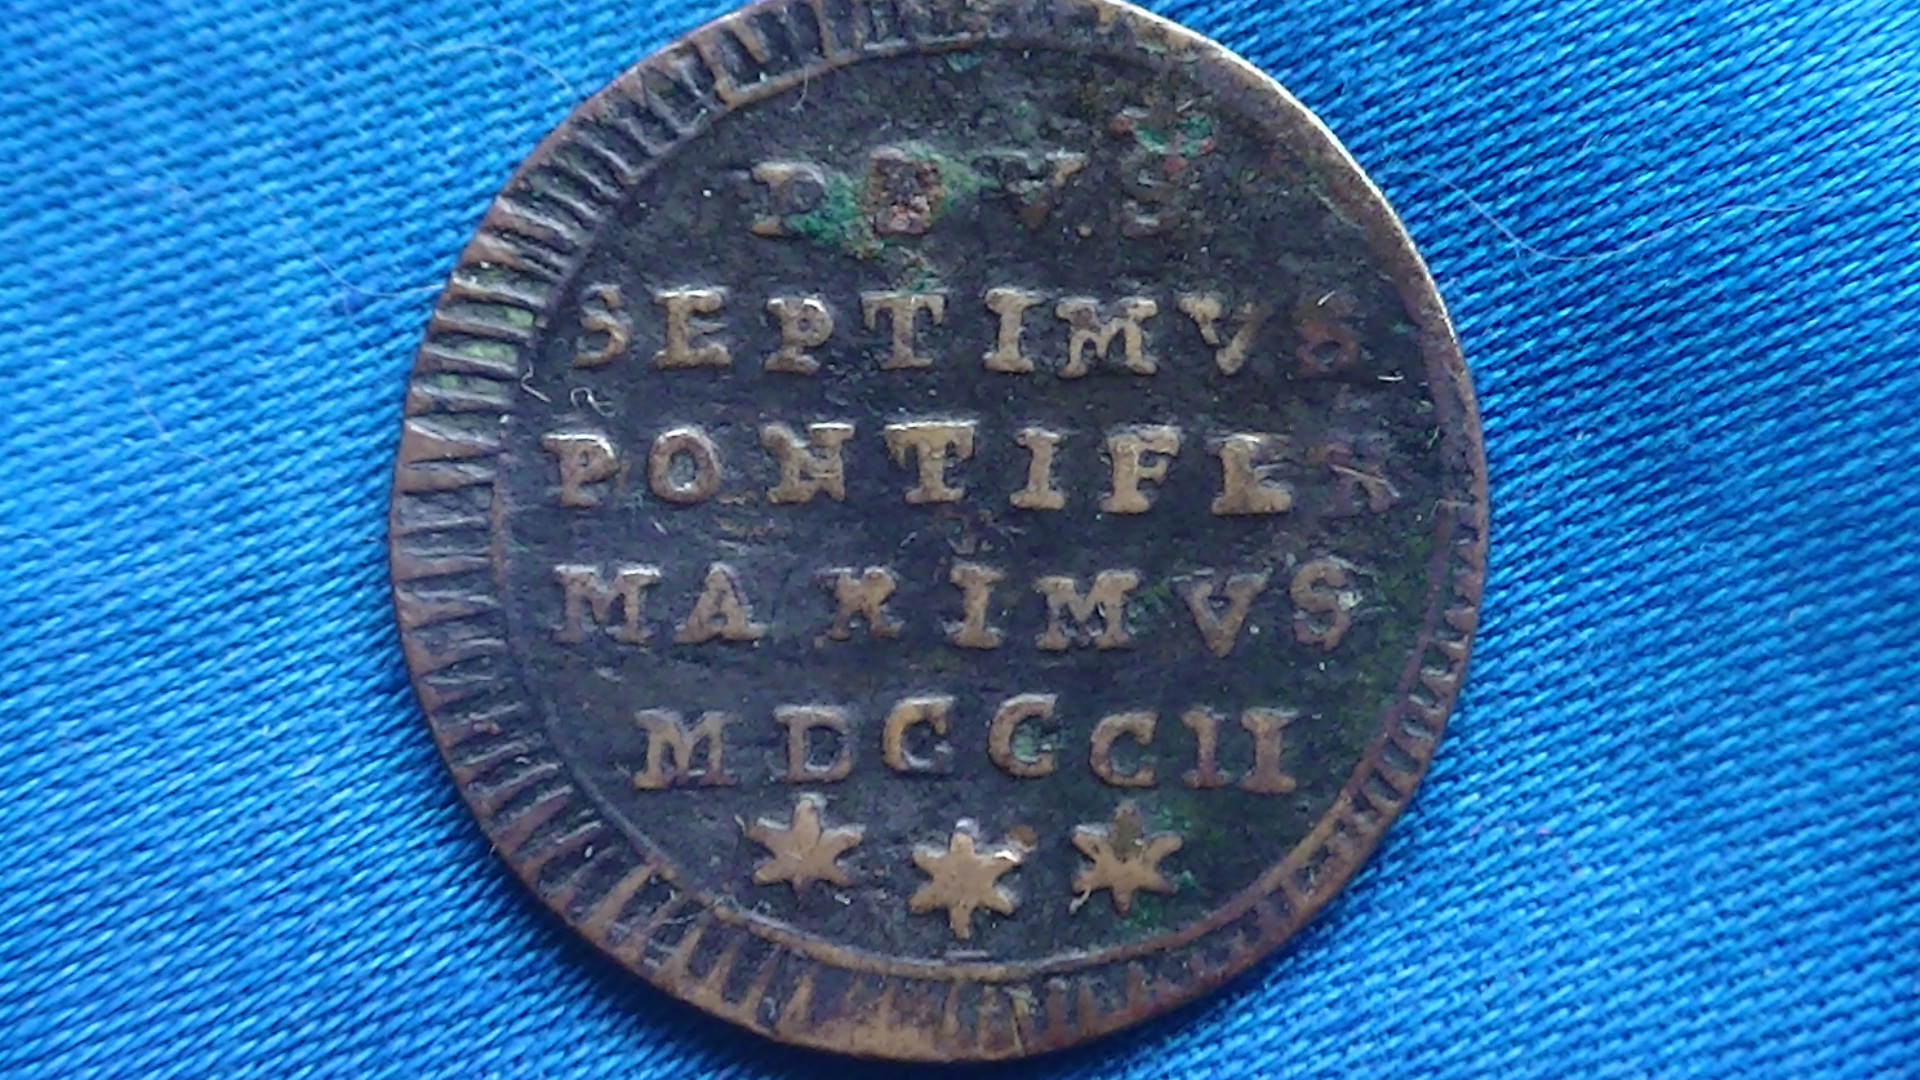 PIVS
SEPTIMVS
PONTIFEX
MAXIMVS
MDCCCII